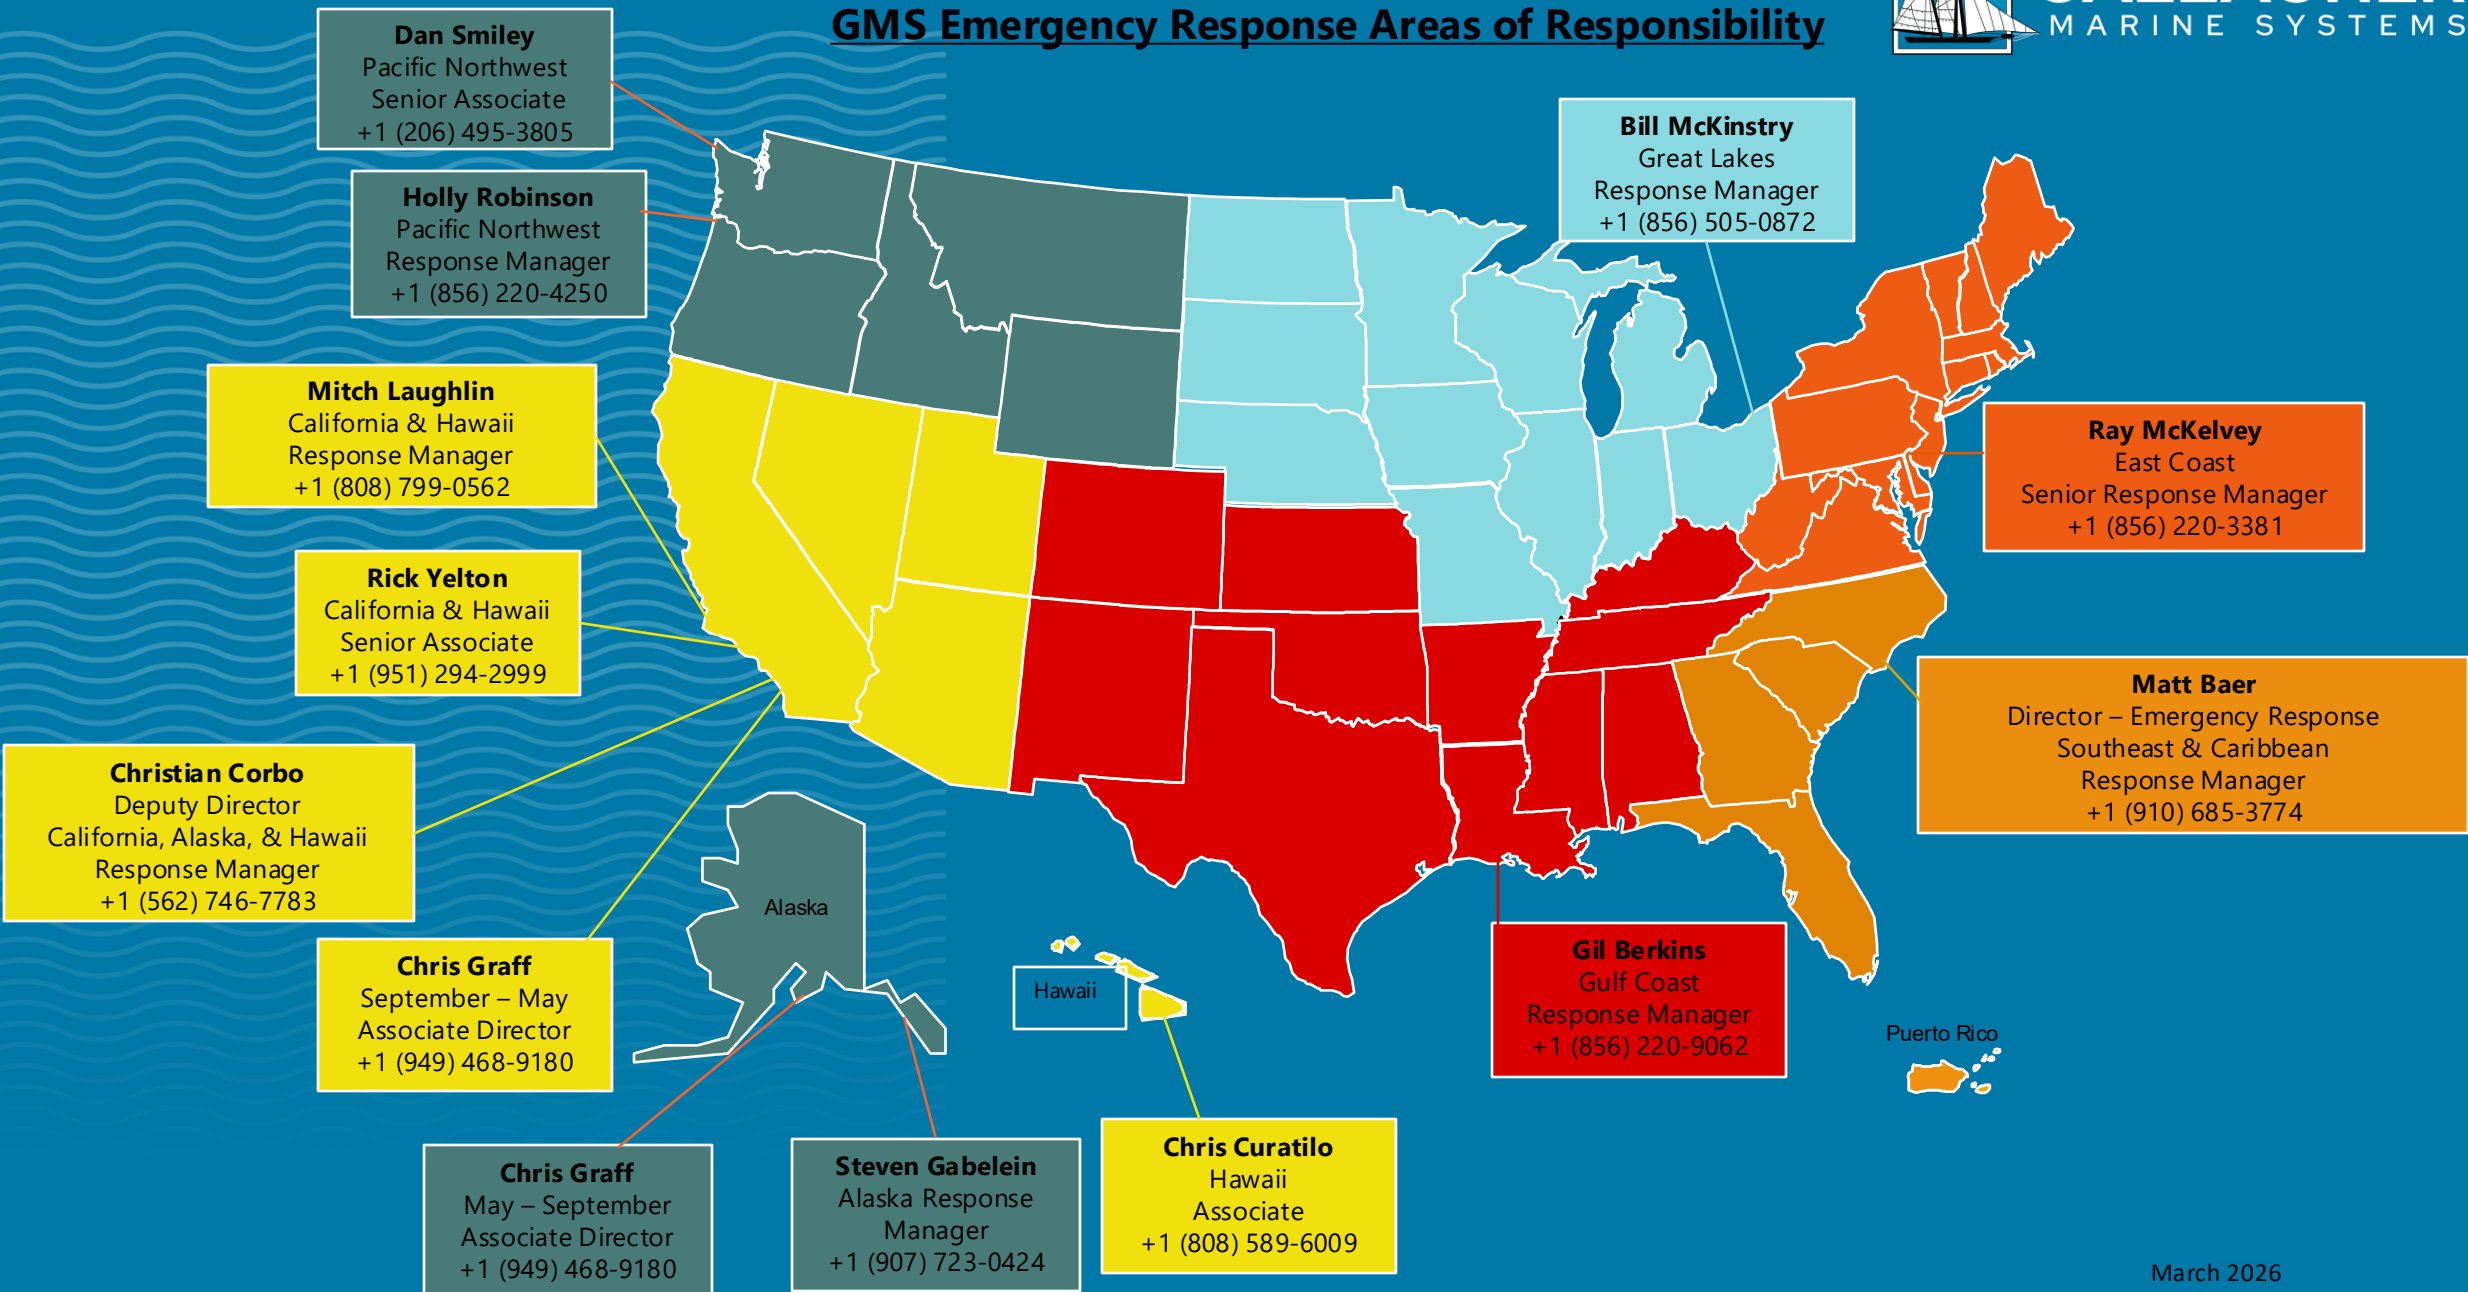 GMS Emergency Response Areas of Responsibility
MARINE SYSTEMS
Dan Smiley
Pacific Northwest
Senior Associate
+1 (206) 495-3805
Holly Robinson
Pacific Northwest
Response Manager
+1 (856) 220-4250
Bill McKinstry
Great Lakes
Response Manager
+1 (856) 505-0872
Mitch Laughlin
California & Hawaii
Response Manager
+1 (808) 799-0562
Ray McKelvey
East Coast
Senior Response Manager
+1 (856) 220-3381
Rick Yelton
California & Hawaii
Senior Associate
+1 (951) 294-2999
Matt Baer
Director – Emergency Response
Southeast & Caribbean
Response Manager
+1 (910) 685-3774
Christian Corbo
Deputy Director
California, Alaska, & Hawaii
Response Manager
+1 (562) 746-7783
Alaska
Chris Graff
September – May
Associate Director
+1 (949) 468-9180
Hawaii
Gil Berkins
Gulf Coast
Response Manager
+1 (856) 220-9062
Puerto Rico
Chris Graff
May – September
Associate Director
+1 (949) 468-9180
Steven Gabelein
Alaska Response
Manager
+1 (907) 723-0424
Chris Curatilo
Hawaii
Associate
+1 (808) 589-6009
March 2026